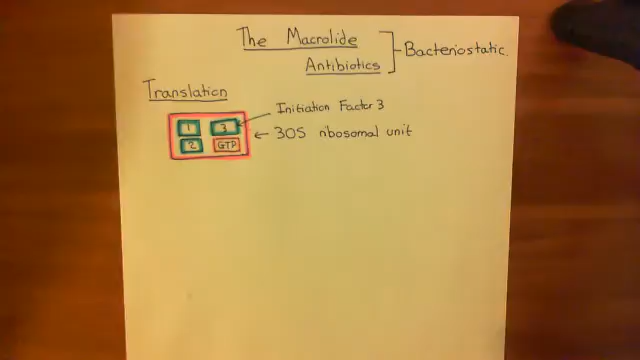 The Macrolide
Antibiotics
Bacteriostatic.
Translation
Initiation Factor 3
1 3
30S ribosomal unit
2 GTP